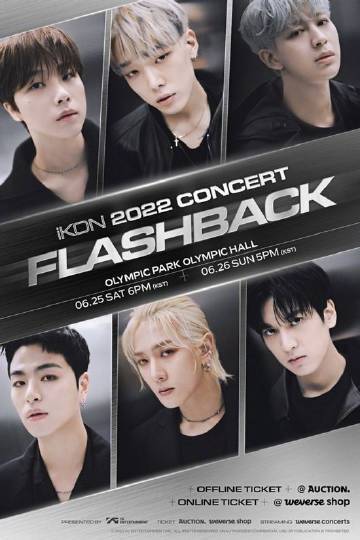 iKON 2022 CONCERT
FLASHBACK
OLYMPIC PARK OLYMPIC HALL
06.25 SAT 6PM (KST) + 06.26 SUN 5PM (KST)
+ OFFLINE TICKET + @ AUCTION.
+ ONLINE TICKET + @ weverse shop
PRESENTED BY YG ENTERTAINMENT TICKET AUCTION. weverse shop STREAMING weverse concerts